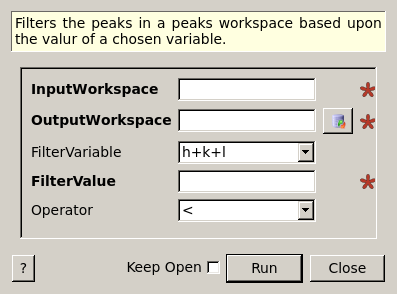 Filters the peaks in a peaks workspace based upon
the valur of a chosen variable.
InputWorkspace
OutputWorkspace
FilterVariable h+k+l
FilterValue
Operator <
? Keep Open Run Close